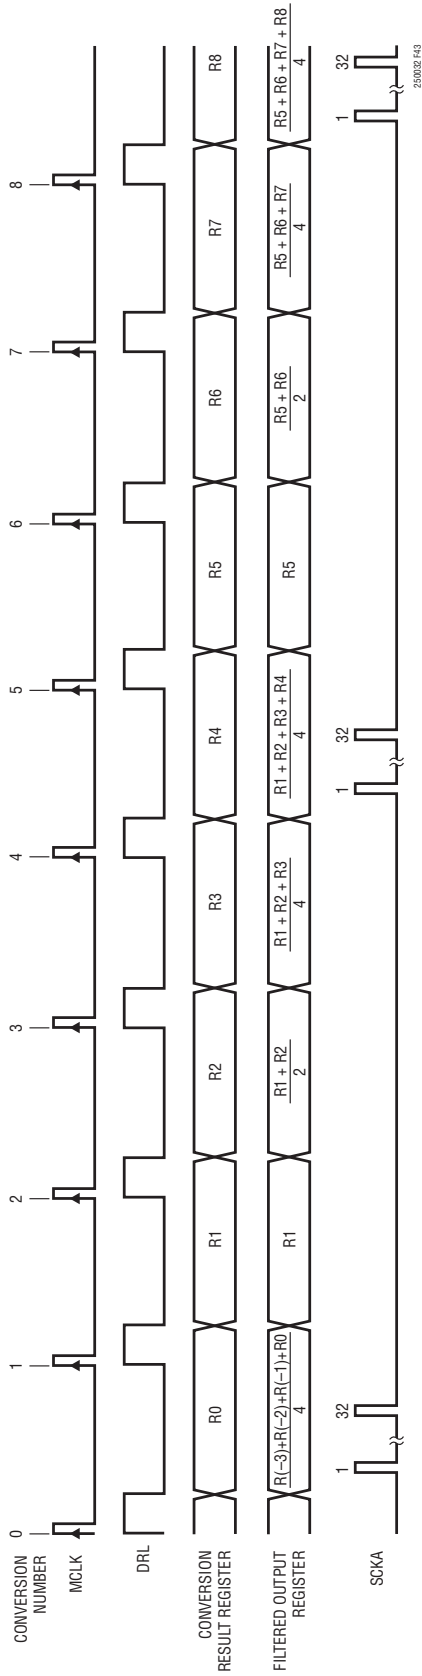 CONVERSION
NUMBER
0
1
2
3
4
5
6
7
8
MCLK
DRL
CONVERSION
RESULT REGISTER
R0
R1
R2
R3
R4
R5
R6
R7
R8
FILTERED OUTPUT
REGISTER
R(–3)+R(–2)+R(–1)+R0
4
R1
R1 + R2
2
R1 + R2 + R3
4
R1 + R2 + R3 + R4
4
R5
R5 + R6
2
R5 + R6 + R7
4
R5 + R6 + R7 + R8
4
SCKA
1
32
1
32
1
32
250032 F43